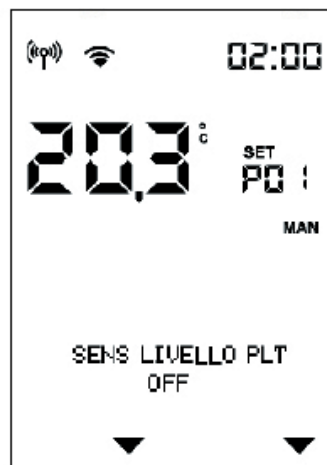 02:00
20,3 °c
SET
P01
MAN
SENS LIVELLO PLT
OFF